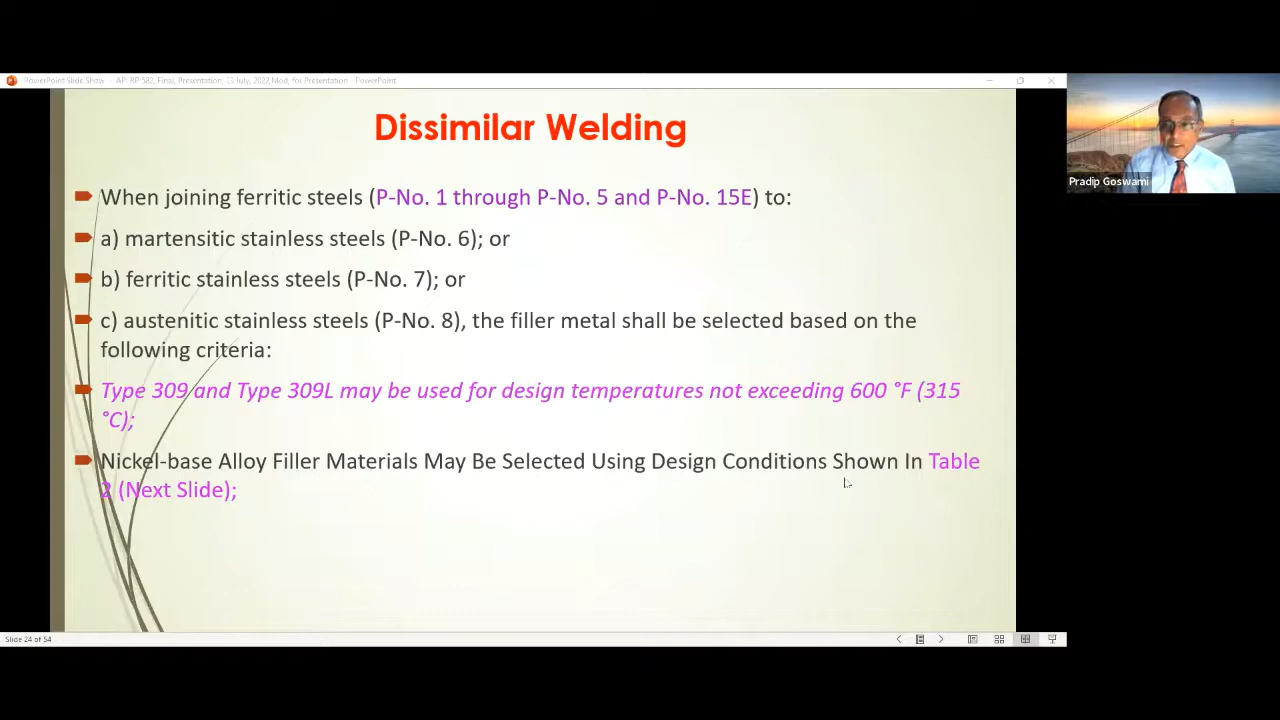 PowerPoint Slide Show - API RP 582, Final, Presentation, 23 July, 2022,Mod, for Presentation - PowerPoint
Dissimilar Welding
When joining ferritic steels (P-No. 1 through P-No. 5 and P-No. 15E) to:
a) martensitic stainless steels (P-No. 6); or
b) ferritic stainless steels (P-No. 7); or
c) austenitic stainless steels (P-No. 8), the filler metal shall be selected based on the
following criteria:
Type 309 and Type 309L may be used for design temperatures not exceeding 600 °F (315
°C);
Nickel-base Alloy Filler Materials May Be Selected Using Design Conditions Shown In Table
2 (Next Slide);
Pradip Goswami
Slide 24 of 54